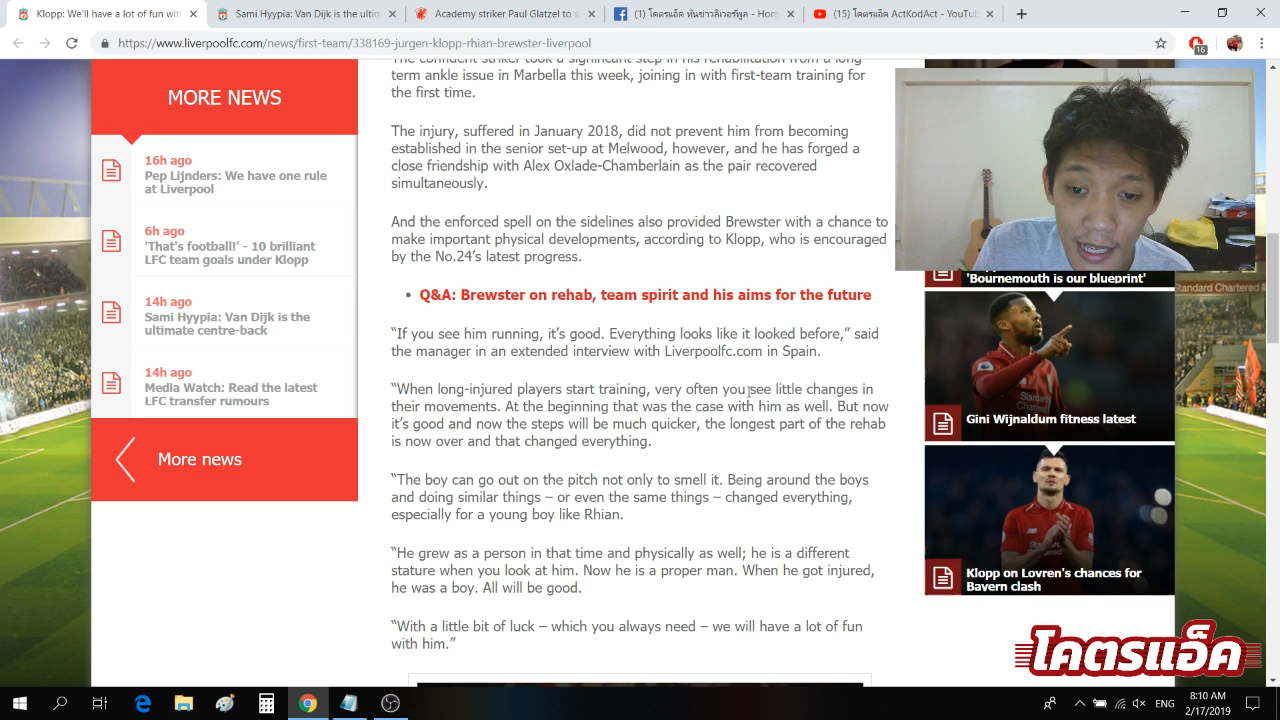 Klopp: We'll have a lot of fun wit
Sami Hyypia: Van Dijk is the ultim
Academy striker Paul Glatzel to s
(1) โคตรแอ็ค พันข่าวลิเวอร์พูล - Hom
(15) โคตรแอ็ค ActKodAct - YouTub
https://www.liverpoolfc.com/news/first-team/338169-jurgen-klopp-rhian-brewster-liverpool
16
MORE NEWS
16h ago
Pep Lijnders: We have one rule
at Liverpool
6h ago
'That's football!' - 10 brilliant
LFC team goals under Klopp
14h ago
Sami Hyypia: Van Dijk is the
ultimate centre-back
14h ago
Media Watch: Read the latest
LFC transfer rumours
More news
The confident striker took a significant step in his rehabilitation from a long
term ankle issue in Marbella this week, joining in with first-team training for
the first time.
The injury, suffered in January 2018, did not prevent him from becoming
established in the senior set-up at Melwood, however, and he has forged a
close friendship with Alex Oxlade-Chamberlain as the pair recovered
simultaneously.
And the enforced spell on the sidelines also provided Brewster with a chance to
make important physical developments, according to Klopp, who is encouraged
by the No.24’s latest progress.
• Q&A: Brewster on rehab, team spirit and his aims for the future
“If you see him running, it’s good. Everything looks like it looked before,” said
the manager in an extended interview with Liverpoolfc.com in Spain.
“When long-injured players start training, very often you see little changes in
their movements. At the beginning that was the case with him as well. But now
it’s good and now the steps will be much quicker, the longest part of the rehab
is now over and that changed everything.
“The boy can go out on the pitch not only to smell it. Being around the boys
and doing similar things – or even the same things – changed everything,
especially for a young boy like Rhian.
“He grew as a person in that time and physically as well; he is a different
stature when you look at him. Now he is a proper man. When he got injured,
he was a boy. All will be good.
“With a little bit of luck – which you always need – we will have a lot of fun
with him.”
'Bournemouth is our blueprint'
Standard Chartered
Gini Wijnaldum fitness latest
Klopp on Lovren's chances for
Bayern clash
โคตรแอ็ค
ENG
8:10 AM
2/17/2019